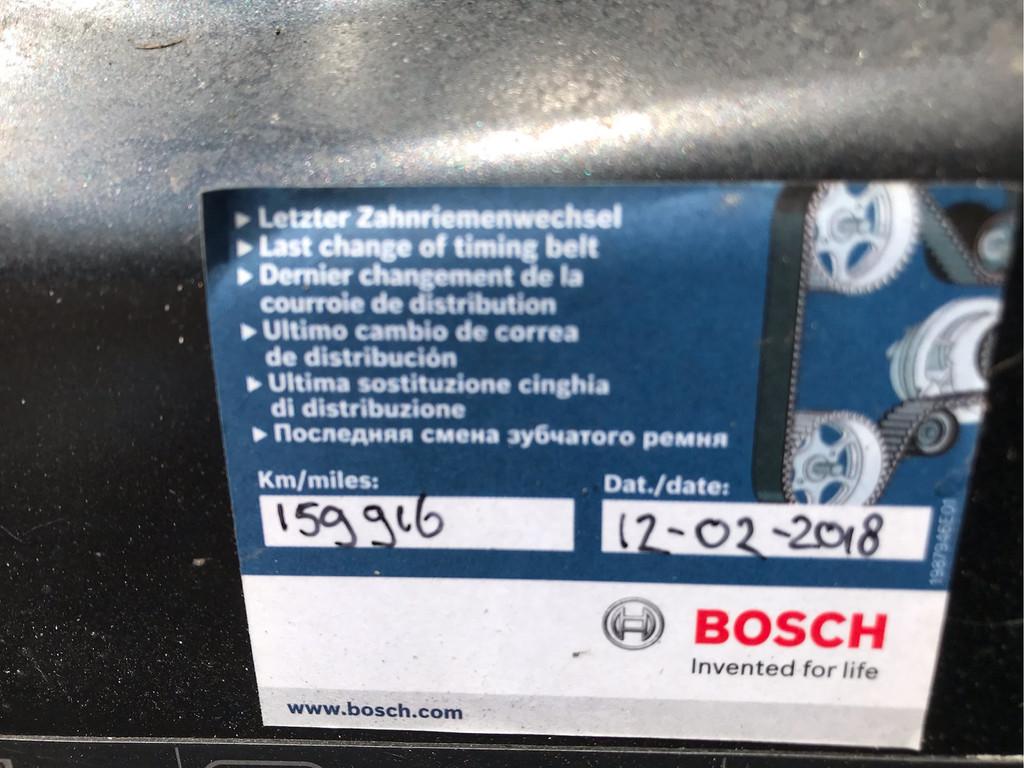 ▸ Letzter Zahnriemenwechsel
▸ Last change of timing belt
▸ Dernier changement de la
courroie de distribution
▸ Ultimo cambio de correa
de distribución
▸ Ultima sostituzione cinghia
di distribuzione
▸ Последняя смена зубчатого ремня
Km/miles:
159916
Dat./date:
12-02-2018
BOSCH
Invented for life
www.bosch.com